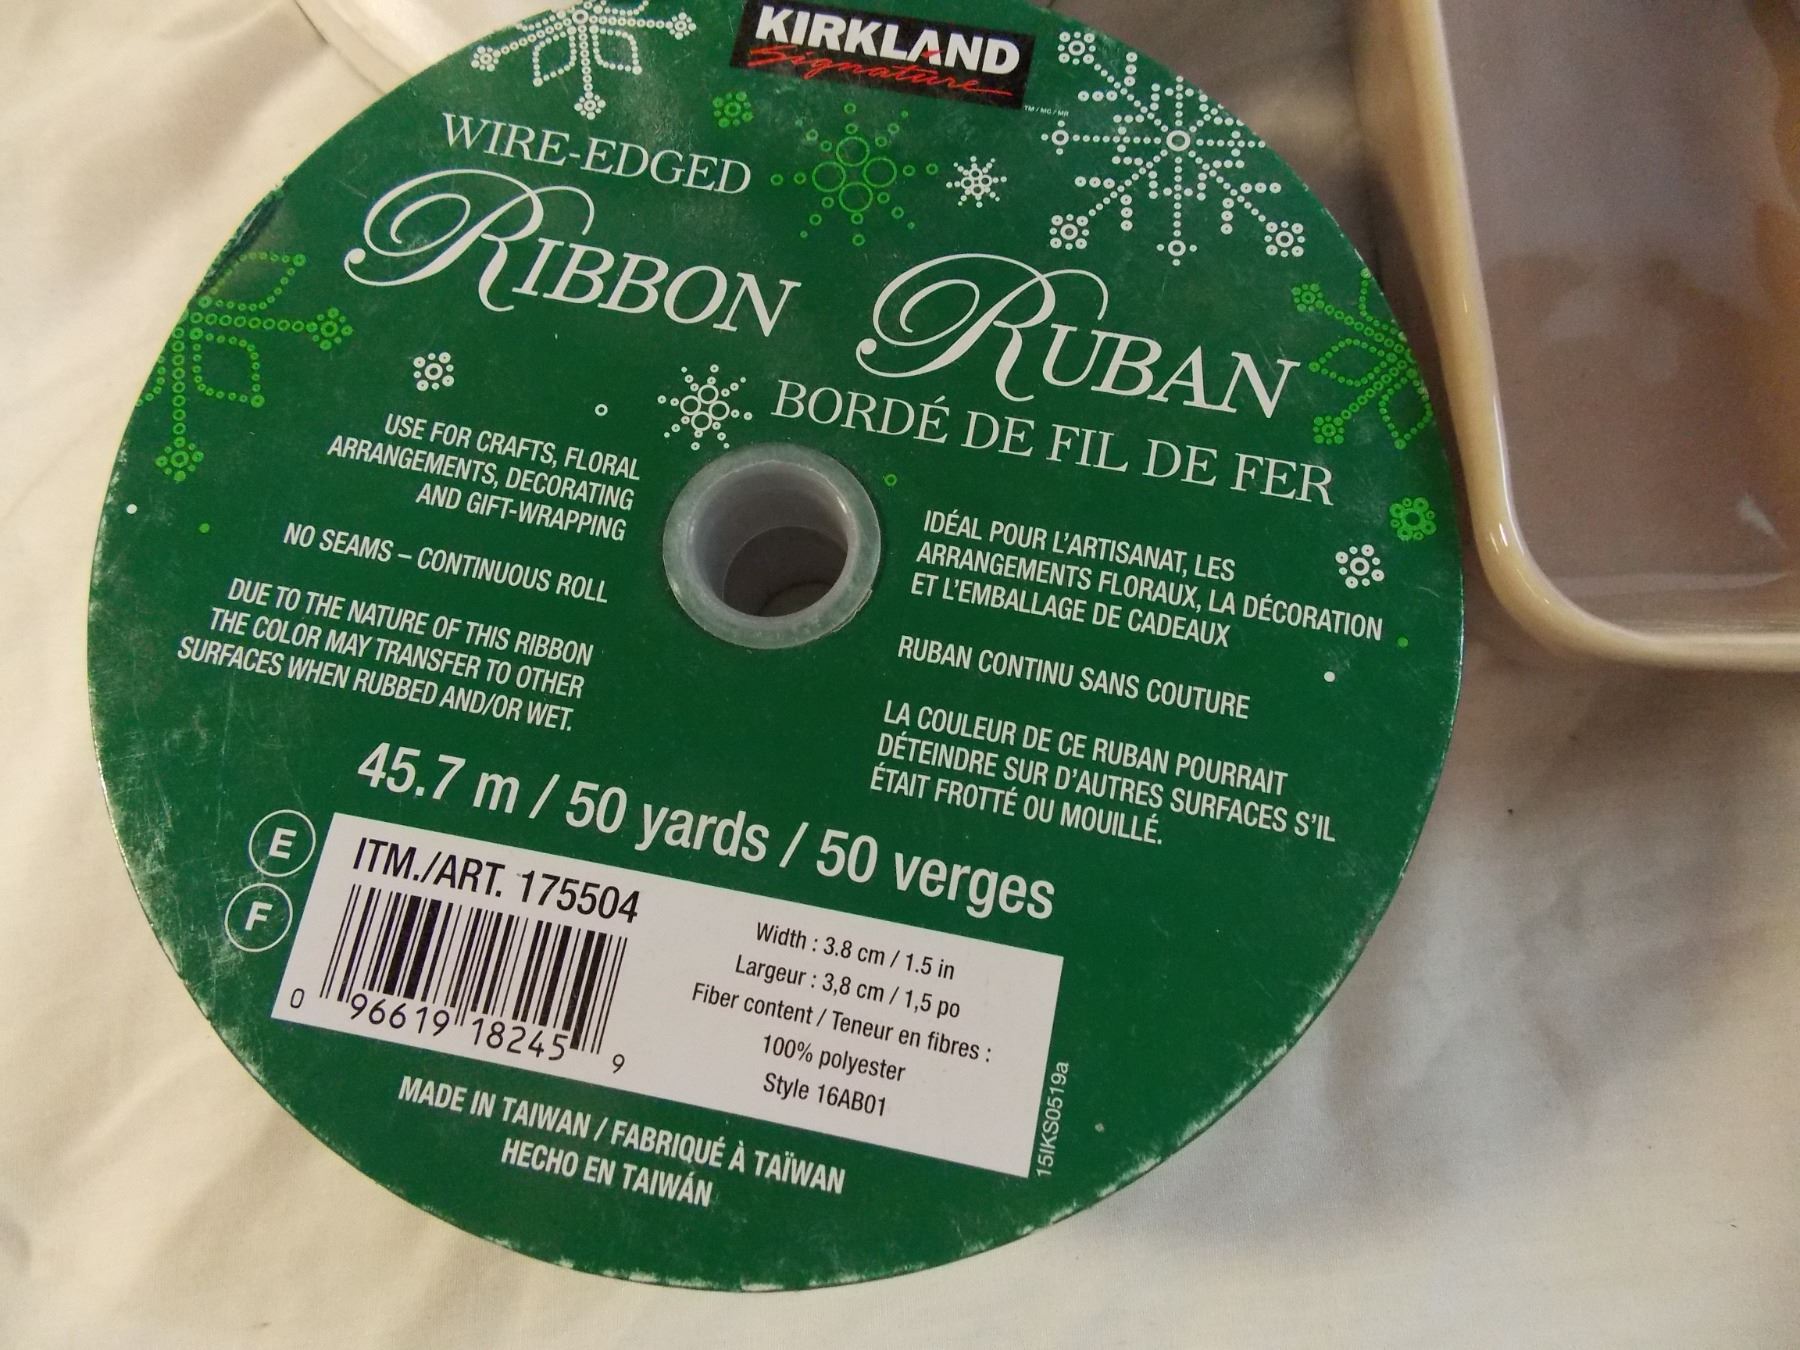 KIRKLAND
Signature
TM / MC / MR
WIRE-EDGED
RIBBON
RUBAN
BORDÉ DE FIL DE FER
USE FOR CRAFTS, FLORAL
ARRANGEMENTS, DECORATING
AND GIFT-WRAPPING
NO SEAMS – CONTINUOUS ROLL
DUE TO THE NATURE OF THIS RIBBON
THE COLOR MAY TRANSFER TO OTHER
SURFACES WHEN RUBBED AND/OR WET.
IDÉAL POUR L'ARTISANAT, LES
ARRANGEMENTS FLORAUX, LA DÉCORATION
ET L'EMBALLAGE DE CADEAUX
RUBAN CONTINU SANS COUTURE
LA COULEUR DE CE RUBAN POURRAIT
DÉTEINDRE SUR D'AUTRES SURFACES S'IL
ÉTAIT FROTTÉ OU MOUILLÉ.
45.7 m / 50 yards / 50 verges
E
F
ITM./ART. 175504
0 96619 18245 9
Width : 3.8 cm / 1.5 in
Largeur : 3,8 cm / 1,5 po
Fiber content / Teneur en fibres :
100% polyester
Style 16AB01
15IKS0519a
MADE IN TAIWAN / FABRIQUÉ À TAÏWAN
HECHO EN TAIWÁN